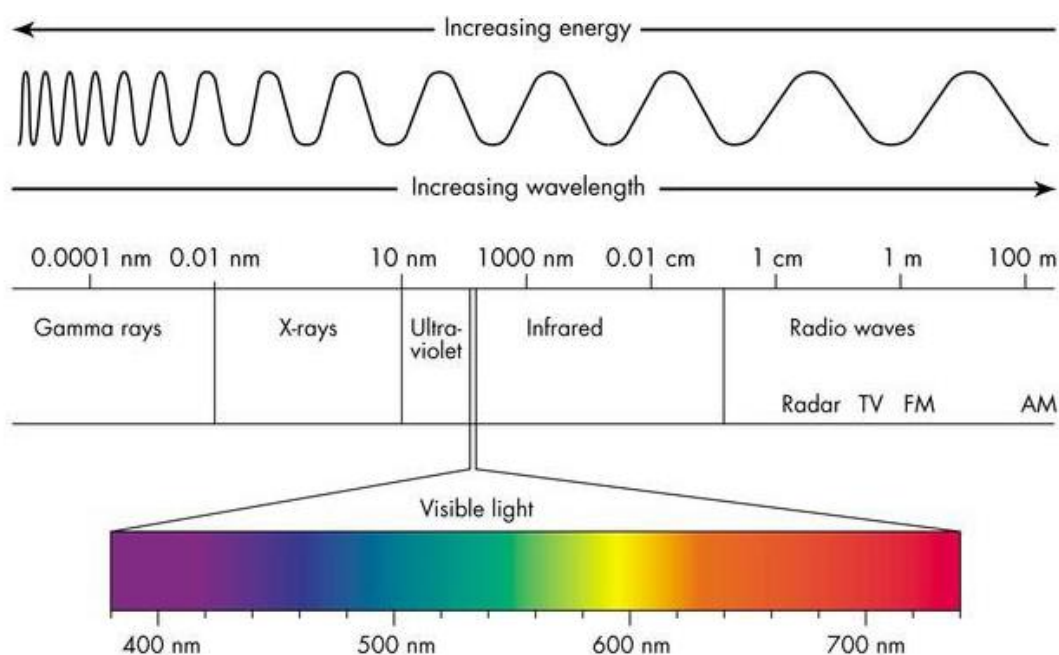 Increasing energy
Increasing wavelength
0.0001 nm 0.01 nm 10 nm 1000 nm 0.01 cm 1 cm 1 m 100 m
Gamma rays X-rays Ultra-
violet Infrared Radio waves
Radar TV FM AM
Visible light
400 nm 500 nm 600 nm 700 nm